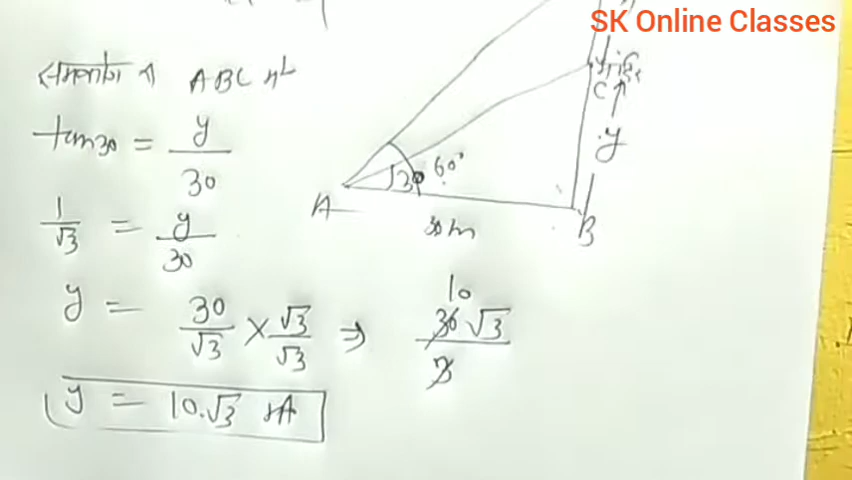 SK Online Classes
ABC में
tan30 = y/30
1/√3 = y/30
y = 30/√3 × √3/√3 ⇒ 30√3/3
10
y = 10.√3
A
B
C
y
30
60°
30m